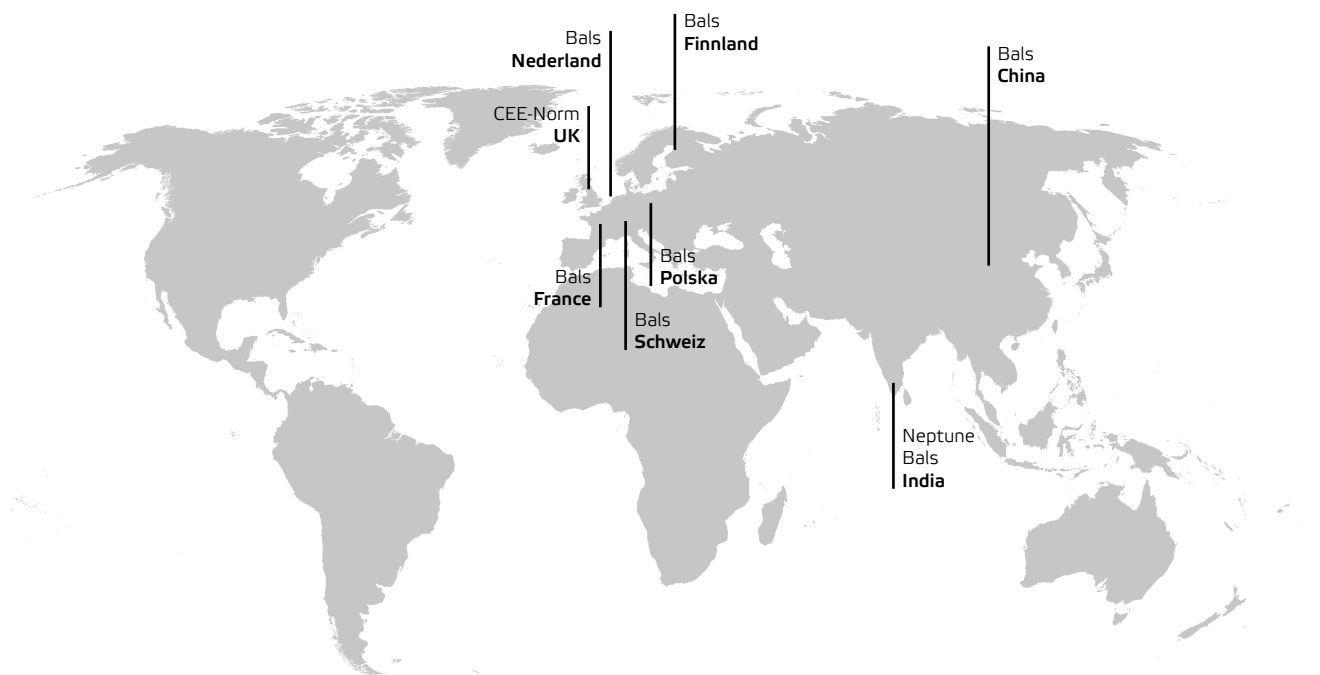 Bals
Finnland
Bals
Nederland
Bals
China
CEE-Norm
UK
Bals
Polska
Bals
France
Bals
Schweiz
Neptune
Bals
India